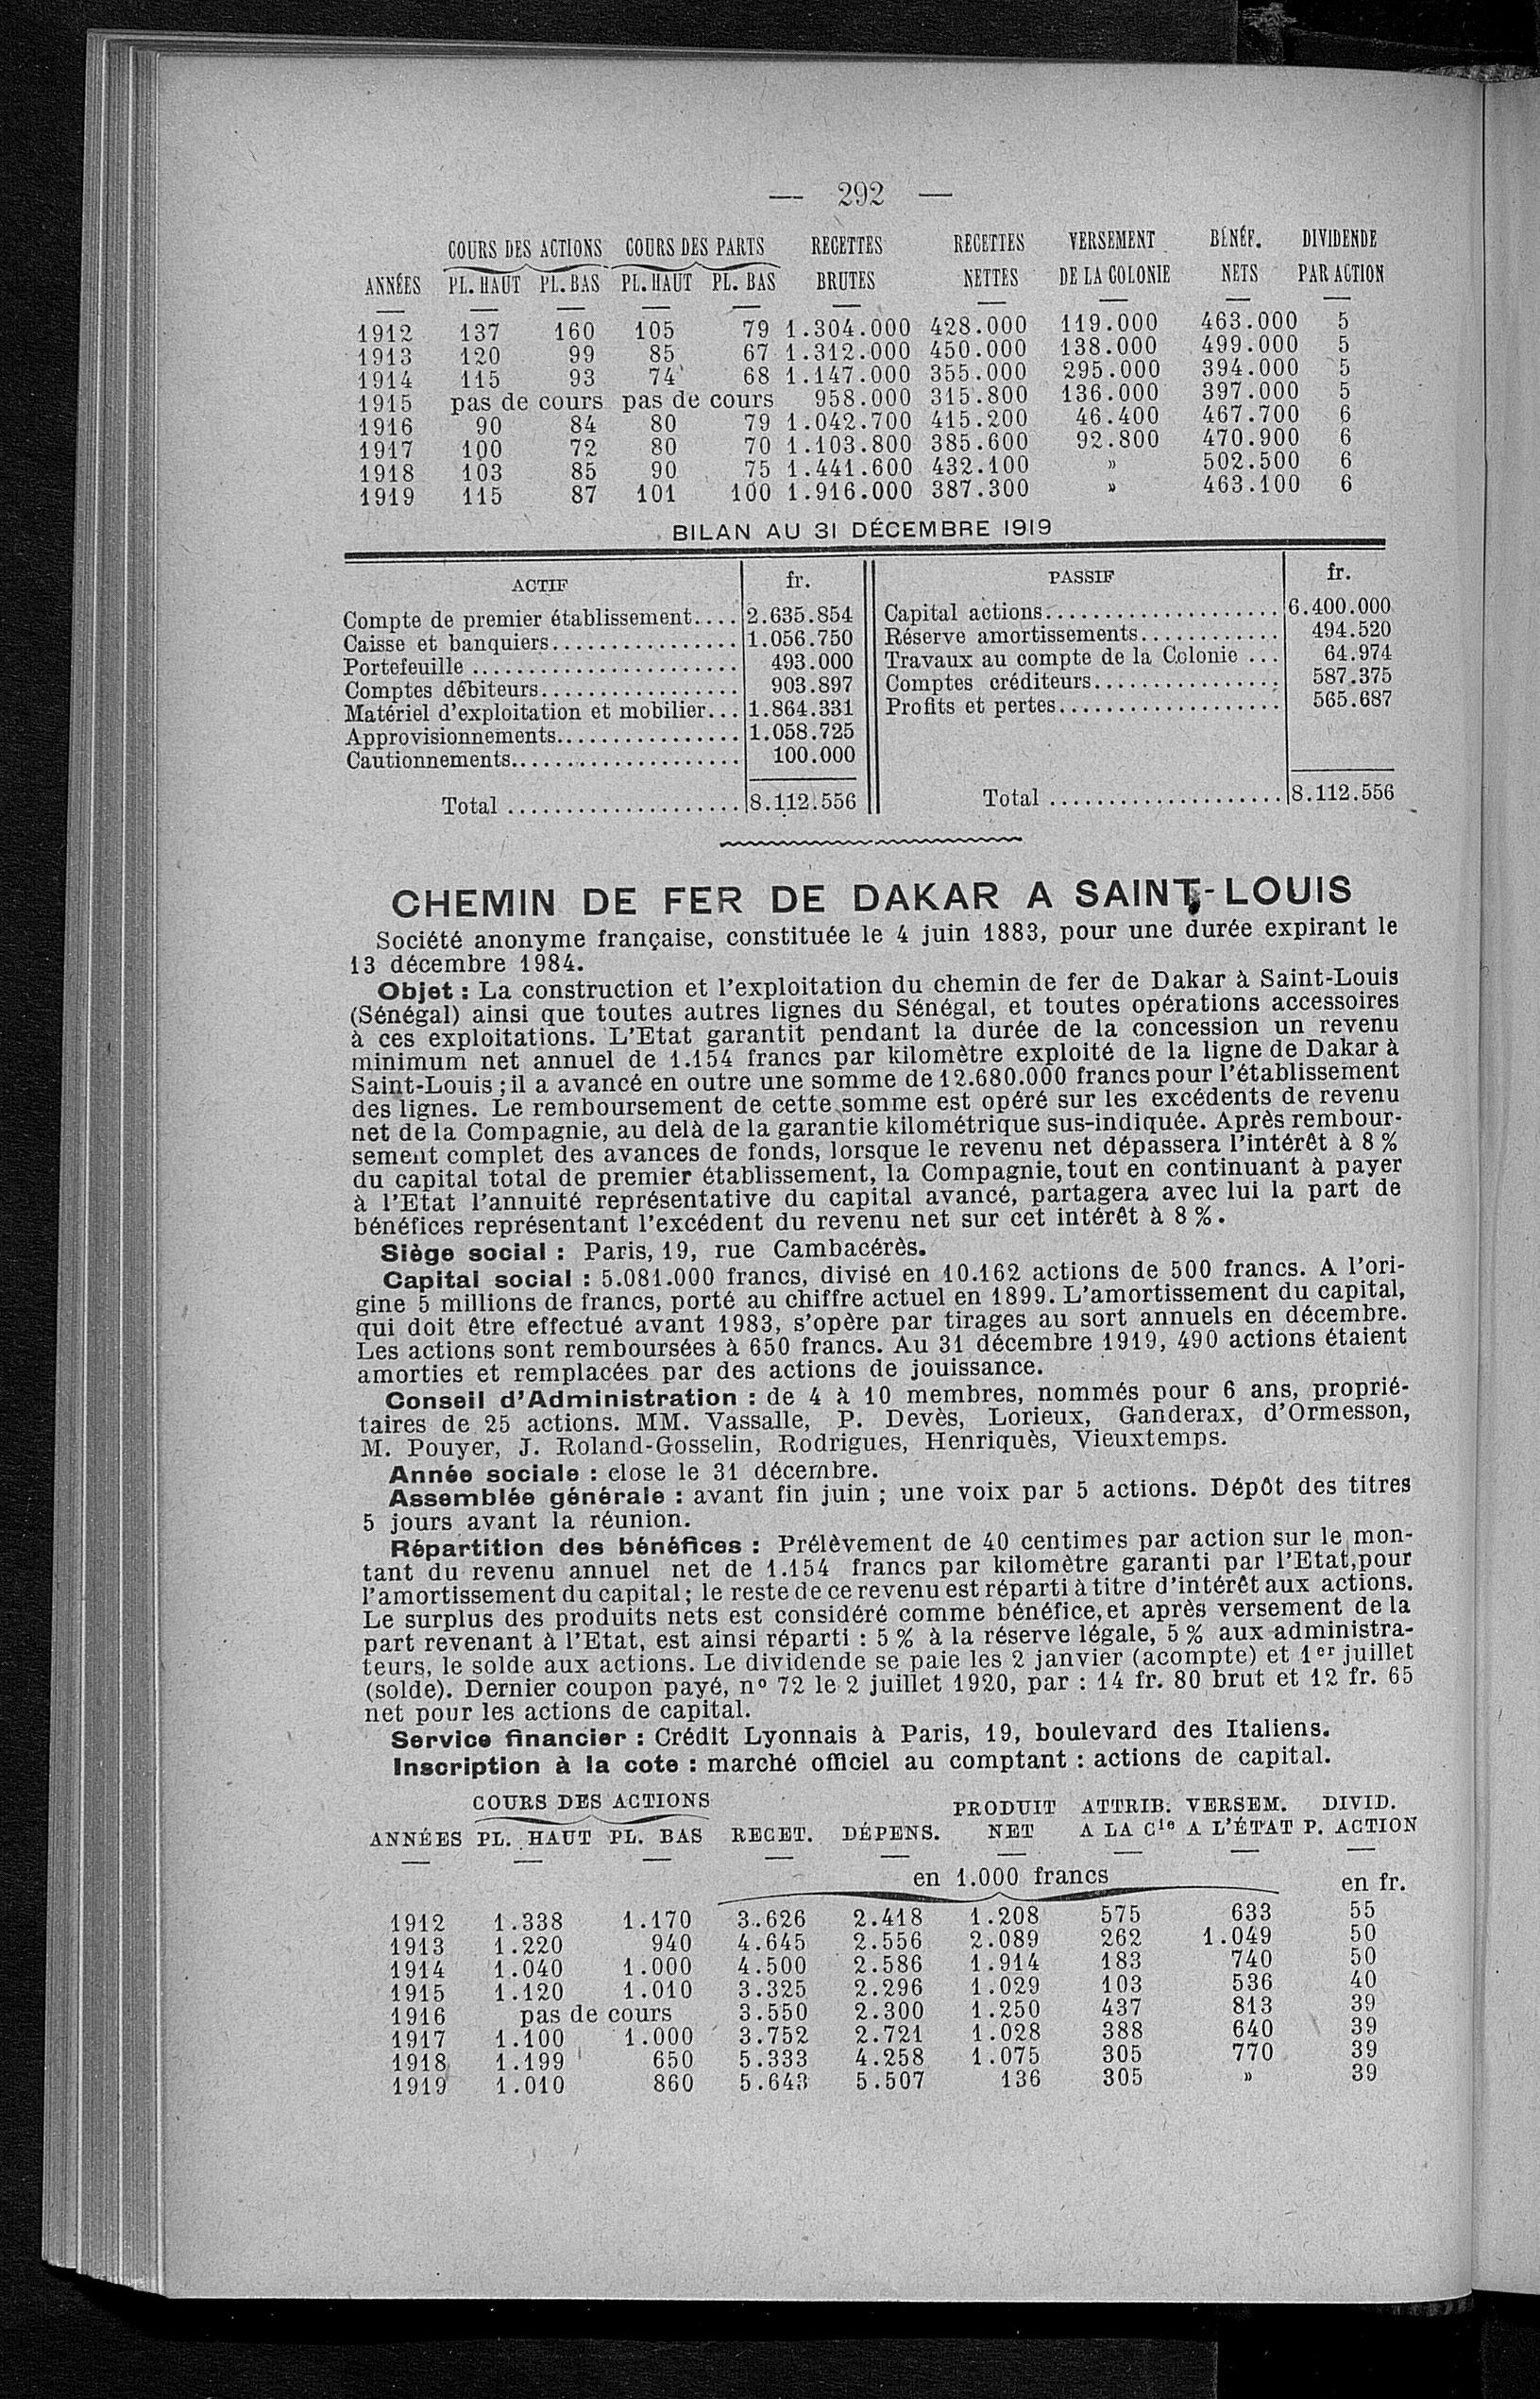 — 292 —
COURS DES ACTIONS COURS DES PARTS RECETTES RECETTES VERSEMENT BÉNÉF. DIVIDENDE
ANNÉES PL. HAUT PL. BAS PL. HAUT PL. BAS BRUTES NETTES DE LA COLONIE NETS PAR ACTION
1912 137 160 105 79 1.304.000 428.000 119.000 463.000 5
1913 120 99 85 67 1.312.000 450.000 138.000 499.000 5
1914 115 93 74 68 1.147.000 355.000 295.000 394.000 5
1915 pas de cours pas de cours 958.000 315.800 136.000 397.000 5
1916 90 84 80 79 1.042.700 415.200 46.400 467.700 6
1917 100 72 80 70 1.103.800 385.600 92.800 470.900 6
1918 103 85 90 75 1.441.600 432.100 » 502.500 6
1919 115 87 101 100 1.916.000 387.300 » 463.100 6
BILAN AU 31 DÉCEMBRE 1919
ACTIF fr. PASSIF fr.
Compte de premier établissement.... 2.635.854 Capital actions.................... 6.400.000
Caisse et banquiers................ 1.056.750 Réserve amortissements............ 494.520
Portefeuille ....................... 493.000 Travaux au compte de la Colonie ... 64.974
Comptes débiteurs................. 903.897 Comptes créditeurs................ 587.375
Matériel d'exploitation et mobilier... 1.864.331 Profits et pertes................... 565.687
Approvisionnements................ 1.058.725
Cautionnements.................... 100.000
Total .................... 8.112.556 Total .................... 8.112.556
CHEMIN DE FER DE DAKAR A SAINT-LOUIS
Société anonyme française, constituée le 4 juin 1883, pour une durée expirant le
13 décembre 1984.
Objet : La construction et l'exploitation du chemin de fer de Dakar à Saint-Louis
(Sénégal) ainsi que toutes autres lignes du Sénégal, et toutes opérations accessoires
à ces exploitations. L'Etat garantit pendant la durée de la concession un revenu
minimum net annuel de 1.154 francs par kilomètre exploité de la ligne de Dakar à
Saint-Louis ; il a avancé en outre une somme de 12.680.000 francs pour l'établissement
des lignes. Le remboursement de cette somme est opéré sur les excédents de revenu
net de la Compagnie, au delà de la garantie kilométrique sus-indiquée. Après rembour-
sement complet des avances de fonds, lorsque le revenu net dépassera l'intérêt à 8 %
du capital total de premier établissement, la Compagnie, tout en continuant à payer
à l'Etat l'annuité représentative du capital avancé, partagera avec lui la part de
bénéfices représentant l'excédent du revenu net sur cet intérêt à 8 %.
Siège social : Paris, 19, rue Cambacérès.
Capital social : 5.081.000 francs, divisé en 10.162 actions de 500 francs. A l'ori-
gine 5 millions de francs, porté au chiffre actuel en 1899. L'amortissement du capital,
qui doit être effectué avant 1983, s'opère par tirages au sort annuels en décembre.
Les actions sont remboursées à 650 francs. Au 31 décembre 1919, 490 actions étaient
amorties et remplacées par des actions de jouissance.
Conseil d'Administration : de 4 à 10 membres, nommés pour 6 ans, proprié-
taires de 25 actions. MM. Vassalle, P. Devès, Lorieux, Ganderax, d'Ormesson,
M. Pouyer, J. Roland-Gosselin, Rodrigues, Henriquès, Vieuxtemps.
Année sociale : close le 31 décembre.
Assemblée générale : avant fin juin ; une voix par 5 actions. Dépôt des titres
5 jours avant la réunion.
Répartition des bénéfices : Prélèvement de 40 centimes par action sur le mon-
tant du revenu annuel net de 1.154 francs par kilomètre garanti par l'Etat, pour
l'amortissement du capital ; le reste de ce revenu est réparti à titre d'intérêt aux actions.
Le surplus des produits nets est considéré comme bénéfice, et après versement de la
part revenant à l'Etat, est ainsi réparti : 5 % à la réserve légale, 5 % aux administra-
teurs, le solde aux actions. Le dividende se paie les 2 janvier (acompte) et 1er juillet
(solde). Dernier coupon payé, n° 72 le 2 juillet 1920, par : 14 fr. 80 brut et 12 fr. 65
net pour les actions de capital.
Service financier : Crédit Lyonnais à Paris, 19, boulevard des Italiens.
Inscription à la cote : marché officiel au comptant : actions de capital.
COURS DES ACTIONS PRODUIT ATTRIB. VERSEM. DIVID.
ANNÉES PL. HAUT PL. BAS RECET. DÉPENS. NET A LA Cie A L'ÉTAT P. ACTION
en 1.000 francs en fr.
1912 1.338 1.170 3.626 2.418 1.208 575 633 55
1913 1.220 940 4.645 2.556 2.089 262 1.049 50
1914 1.040 1.000 4.500 2.586 1.914 183 740 50
1915 1.120 1.010 3.325 2.296 1.029 103 536 40
1916 pas de cours 3.550 2.300 1.250 437 813 39
1917 1.100 1.000 3.752 2.721 1.028 388 640 39
1918 1.199 650 5.333 4.258 1.075 305 770 39
1919 1.010 860 5.643 5.507 136 305 » 39